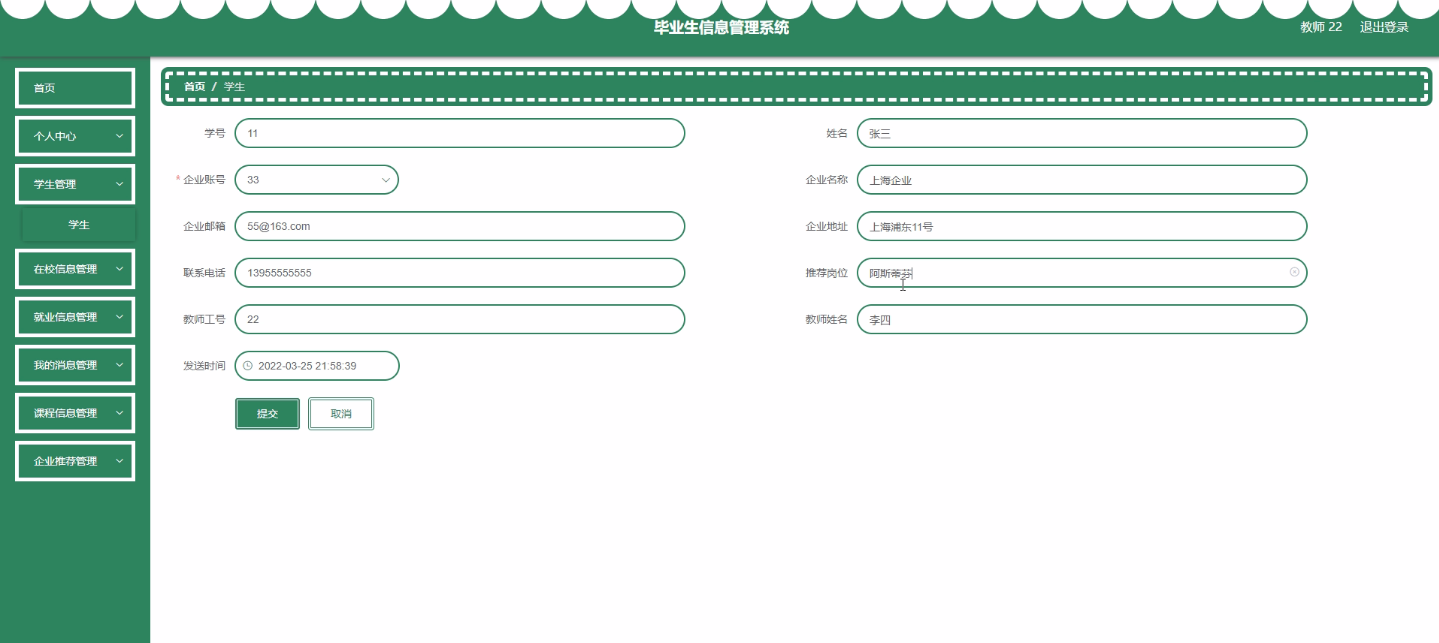 毕业生信息管理系统
教师 22 退出登录
首页
个人中心
学生管理
学生
在校信息管理
就业信息管理
我的消息管理
课程信息管理
企业推荐管理
首页 / 学生
学号 11
姓名 张三
* 企业账号 33
企业名称 上海企业
企业邮箱 55@163.com
企业地址 上海浦东11号
联系电话 13955555555
推荐岗位 阿斯蒂芬
教师工号 22
教师姓名 李四
发送时间 2022-03-25 21:58:39
提交 取消